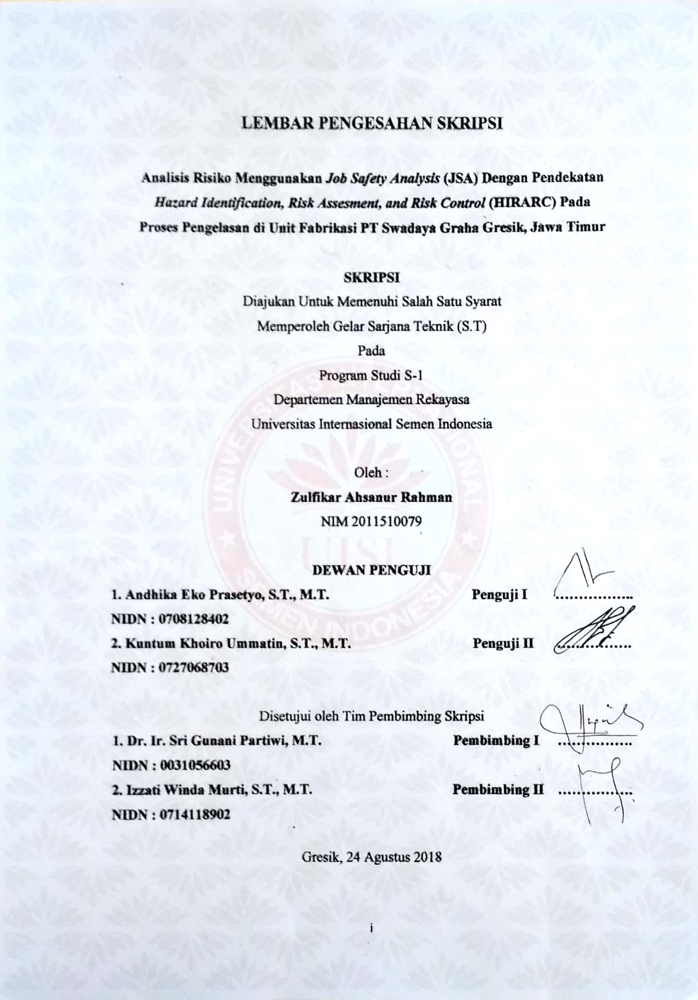 LEMBAR PENGESAHAN SKRIPSI
Analisis Risiko Menggunakan Job Safety Analysis (JSA) Dengan Pendekatan
Hazard Identification, Risk Assesment, and Risk Control (HIRARC) Pada
Proses Pengelasan di Unit Fabrikasi PT Swadaya Graha Gresik, Jawa Timur
SKRIPSI
Diajukan Untuk Memenuhi Salah Satu Syarat
Memperoleh Gelar Sarjana Teknik (S.T)
Pada
Program Studi S-1
Departemen Manajemen Rekayasa
Universitas Internasional Semen Indonesia
Oleh :
Zulfikar Ahsanur Rahman
NIM 2011510079
UNIVERSITAS INTERNASIONAL
UISI
SEMEN INDONESIA
DEWAN PENGUJI
1. Andhika Eko Prasetyo, S.T., M.T. Penguji I .................
NIDN : 0708128402
2. Kuntum Khoiro Ummatin, S.T., M.T. Penguji II .................
NIDN : 0727068703
Disetujui oleh Tim Pembimbing Skripsi
1. Dr. Ir. Sri Gunani Partiwi, M.T. Pembimbing I .................
NIDN : 0031056603
2. Izzati Winda Murti, S.T., M.T. Pembimbing II .................
NIDN : 0714118902
Gresik, 24 Agustus 2018
i